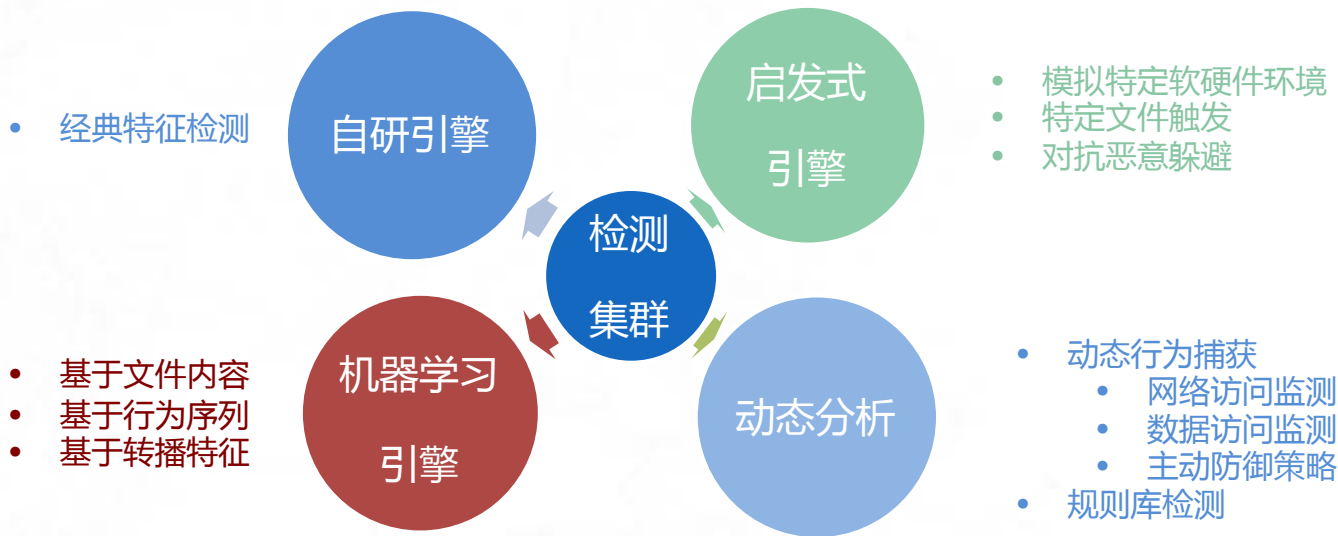 • 经典特征检测
自研引擎
启发式
引擎
• 模拟特定软硬件环境
• 特定文件触发
• 对抗恶意躲避
检测
集群
• 基于文件内容
• 基于行为序列
• 基于转播特征
机器学习
引擎
动态分析
• 动态行为捕获
• 网络访问监测
• 数据访问监测
• 主动防御策略
• 规则库检测